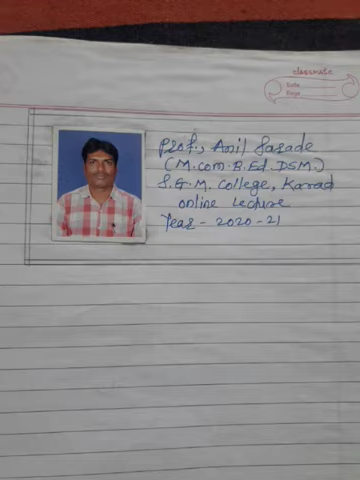 classmate
Date
Page
Prof., Anil Sasade
(M.com. B.Ed. DSM.)
S.G.M. College, Karad
online Lecture
Year - 2020-21